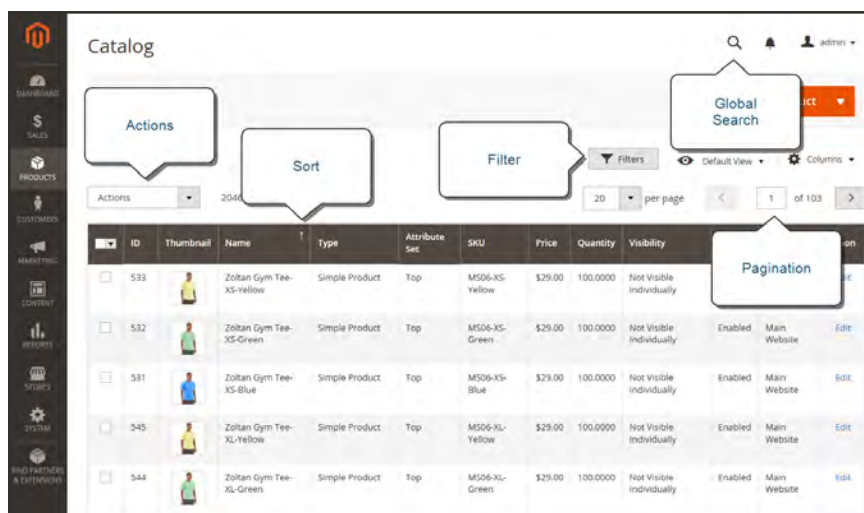 Catalog
admin
DASHBOARD
SALES
PRODUCTS
CUSTOMERS
MARKETING
CONTENT
REPORTS
STORES
SYSTEM
FIND PARTNERS
& EXTENSIONS
Actions
Sort
Filter
Global
Search
Pagination
Filters
Default View
Columns
Actions
2046
20
per page
1
of 103
ID
Thumbnail
Name
Type
Attribute
Set
SKU
Price
Quantity
Visibility
533
Zoltan Gym Tee-
XS-Yellow
Simple Product
Top
MS06-XS-
Yellow
$29.00
100.0000
Not Visible
Individually
532
Zoltan Gym Tee-
XS-Green
Simple Product
Top
MS06-XS-
Green
$29.00
100.0000
Not Visible
Individually
Enabled
Main
Website
Edit
531
Zoltan Gym Tee-
XS-Blue
Simple Product
Top
MS06-XS-
Blue
$29.00
100.0000
Not Visible
Individually
Enabled
Main
Website
Edit
545
Zoltan Gym Tee-
XL-Yellow
Simple Product
Top
MS06-XL-
Yellow
$29.00
100.0000
Not Visible
Individually
Enabled
Main
Website
Edit
544
Zoltan Gym Tee-
XL-Green
Simple Product
Top
MS06-XL-
Green
$29.00
100.0000
Not Visible
Individually
Enabled
Main
Website
Edit